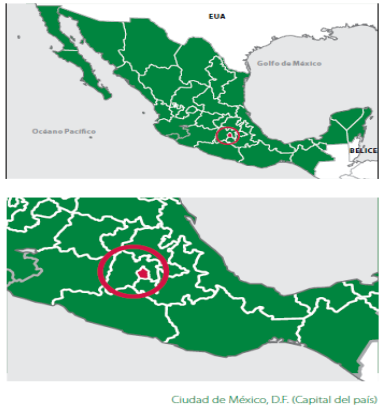 EUA
Golfo de México
Océano Pacífico
BELICE
Ciudad de México, D.F. (Capital del país)